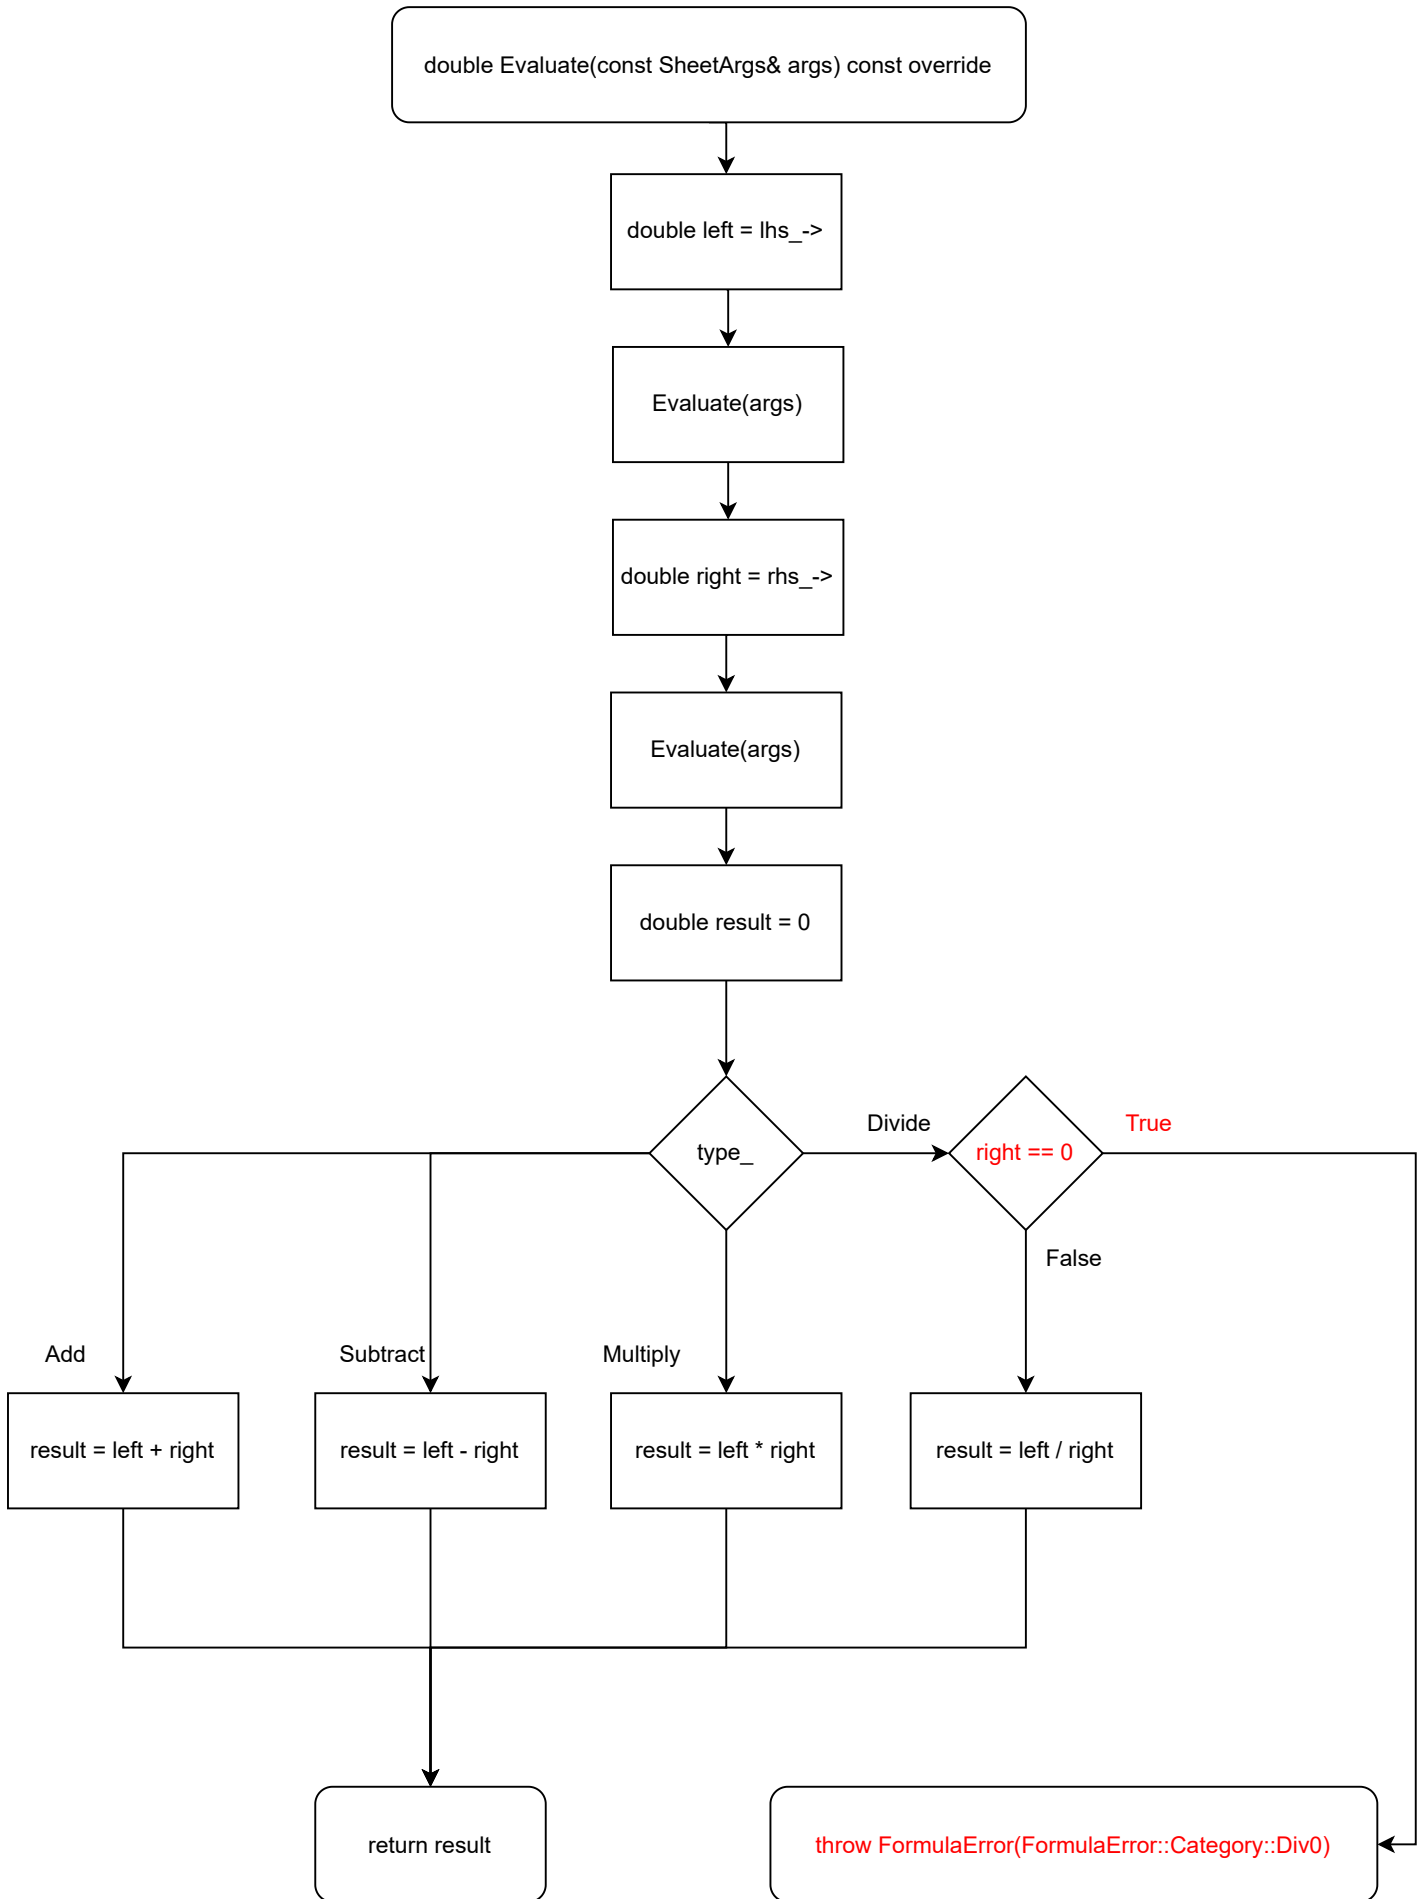 double Evaluate(const SheetArgs& args) const override
double left = lhs_->
Evaluate(args)
double right = rhs_->
Evaluate(args)
double result = 0
type_
Divide
right == 0
True
False
Add
Subtract
Multiply
result = left + right
result = left - right
result = left * right
result = left / right
return result
throw FormulaError(FormulaError::Category::Div0)